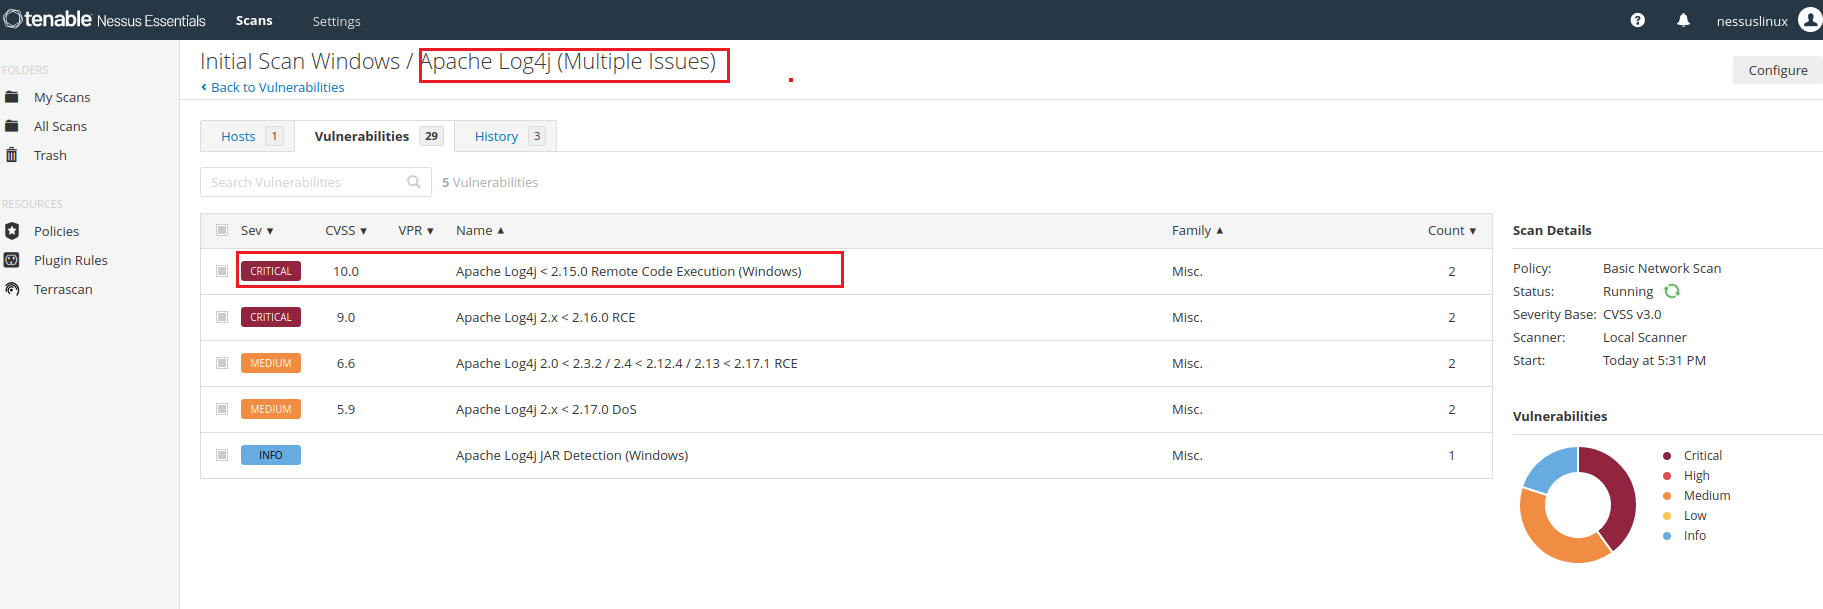 tenable Nessus Essentials Scans Settings nessuslinux
FOLDERS
My Scans
All Scans
Trash
RESOURCES
Policies
Plugin Rules
Terrascan
Initial Scan Windows / Apache Log4j (Multiple Issues)
Back to Vulnerabilities
Configure
Hosts 1 Vulnerabilities 29 History 3
Search Vulnerabilities 5 Vulnerabilities
Sev CVSS VPR Name Family Count
CRITICAL 10.0 Apache Log4j < 2.15.0 Remote Code Execution (Windows) Misc. 2
CRITICAL 9.0 Apache Log4j 2.x < 2.16.0 RCE Misc. 2
MEDIUM 6.6 Apache Log4j 2.0 < 2.3.2 / 2.4 < 2.12.4 / 2.13 < 2.17.1 RCE Misc. 2
MEDIUM 5.9 Apache Log4j 2.x < 2.17.0 DoS Misc. 2
INFO Apache Log4j JAR Detection (Windows) Misc. 1
Scan Details
Policy: Basic Network Scan
Status: Running
Severity Base: CVSS v3.0
Scanner: Local Scanner
Start: Today at 5:31 PM
Vulnerabilities
Critical
High
Medium
Low
Info